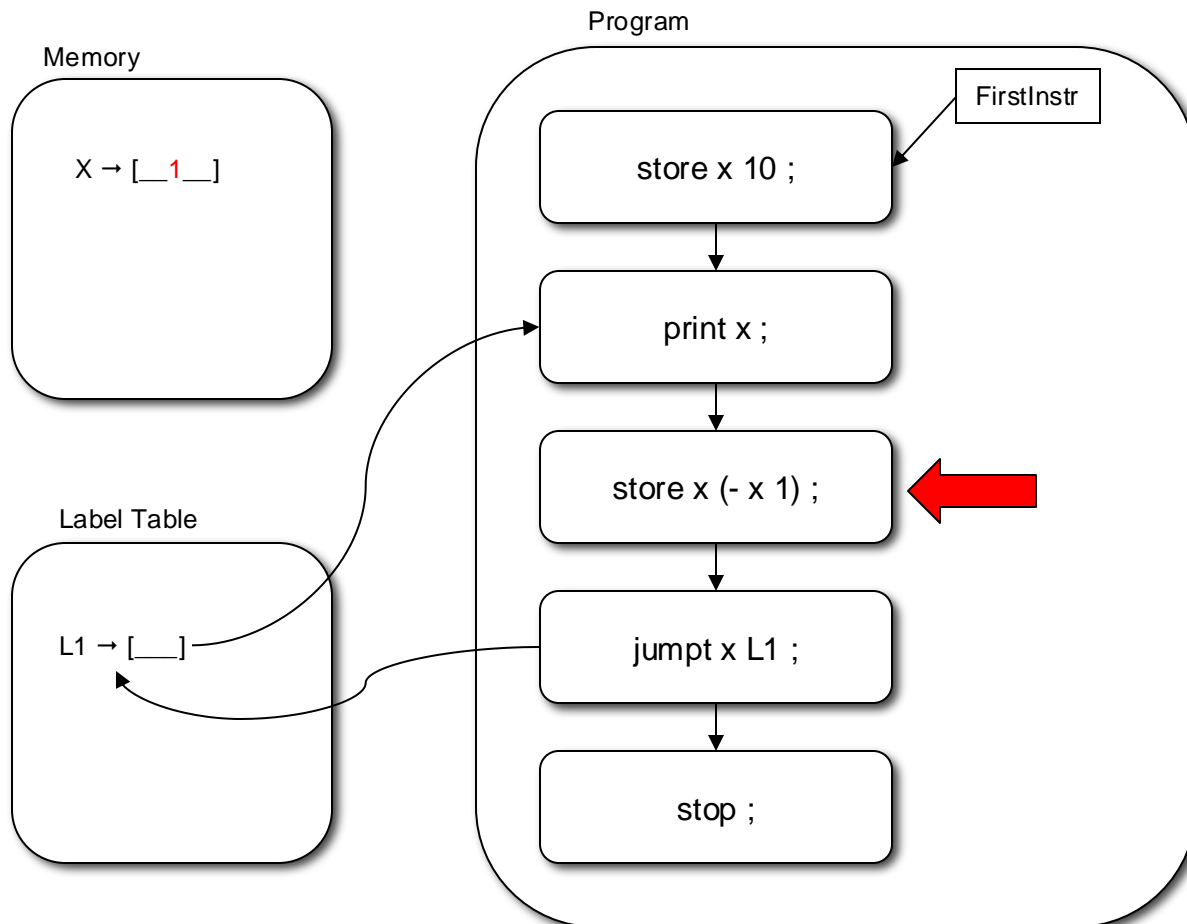 Program
Memory
FirstInstr
X → [__1__]
store x 10 ;
print x ;
store x (- x 1) ;
Label Table
L1 → [___]
jumpt x L1 ;
stop ;